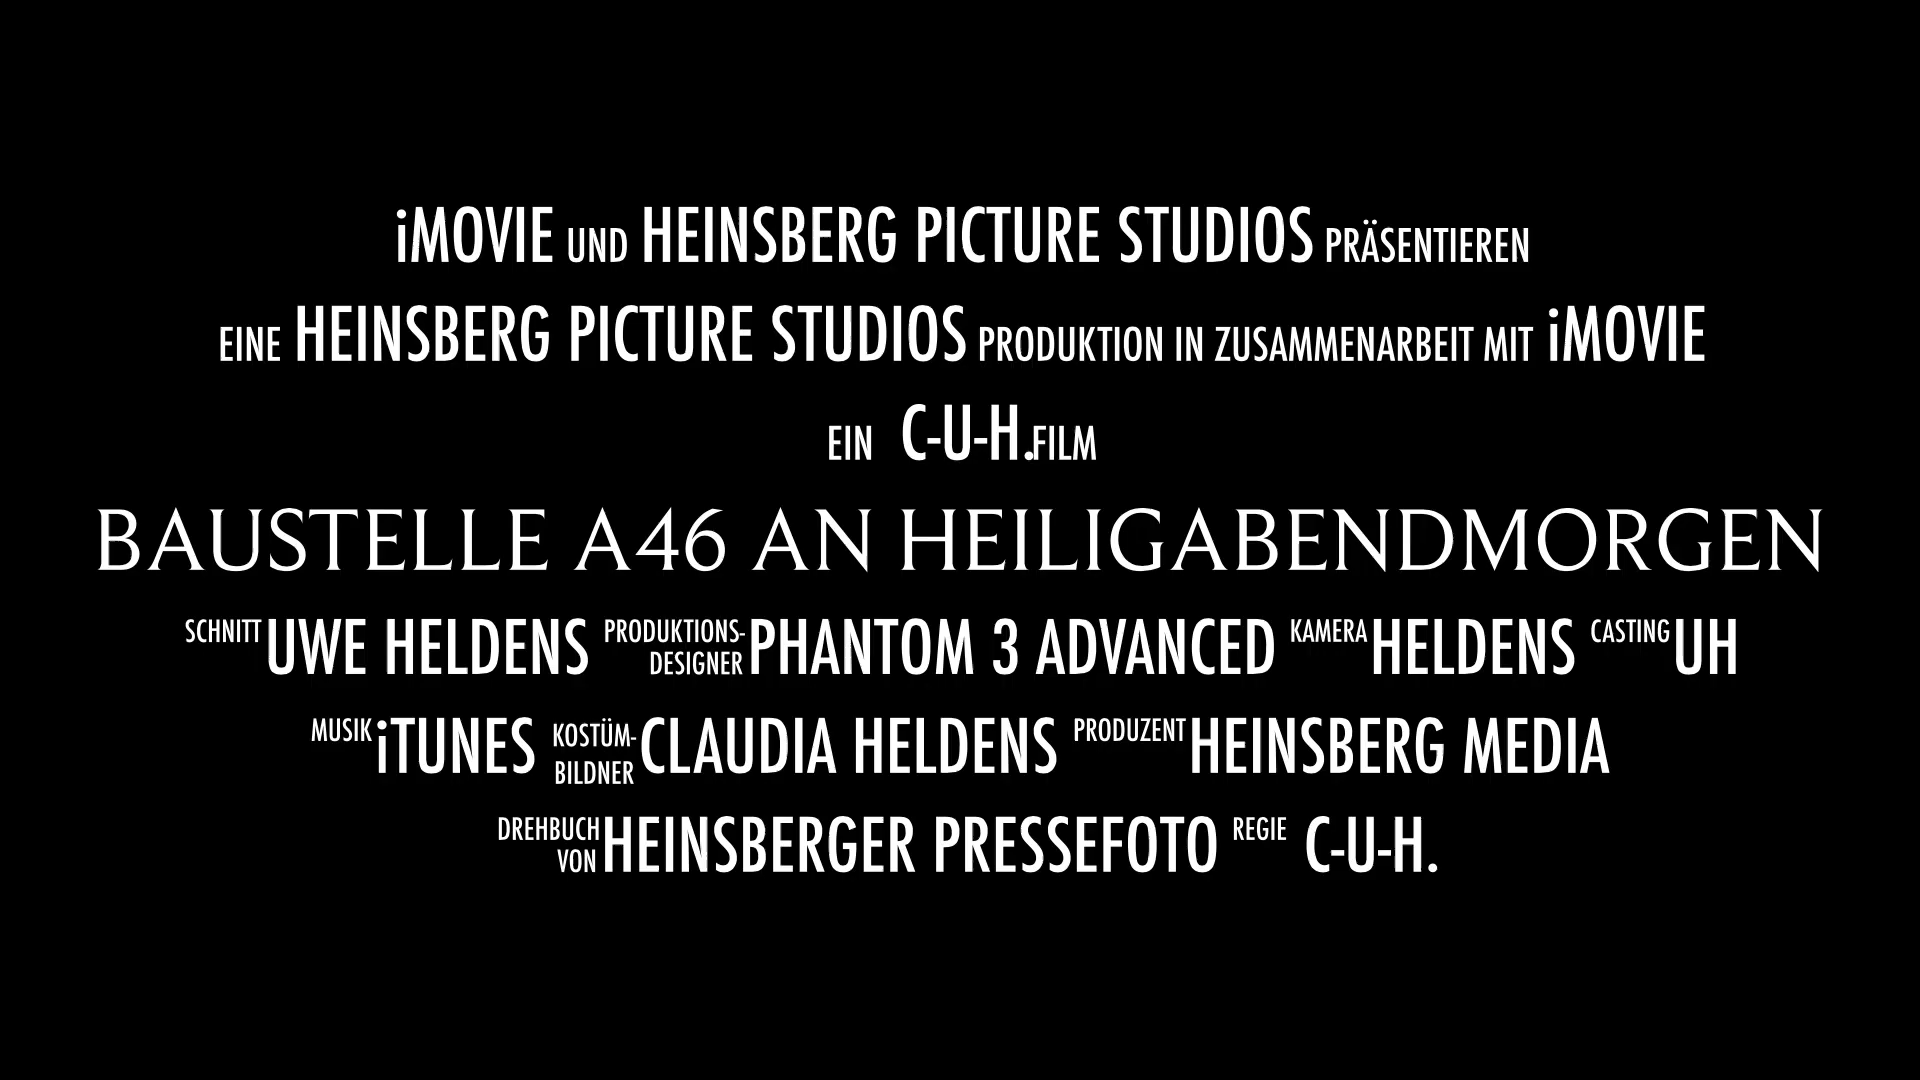 iMOVIE UND HEINSBERG PICTURE STUDIOS PRÄSENTIEREN
EINE HEINSBERG PICTURE STUDIOS PRODUKTION IN ZUSAMMENARBEIT MIT iMOVIE
EIN C-U-H.FILM
BAUSTELLE A46 AN HEILIGABENDMORGEN
SCHNITT UWE HELDENS PRODUKTIONS-DESIGNER PHANTOM 3 ADVANCED KAMERA HELDENS CASTING UH
MUSIK iTUNES KOSTÜM-BILDNER CLAUDIA HELDENS PRODUZENT HEINSBERG MEDIA
DREHBUCH VON HEINSBERGER PRESSEFOTO REGIE C-U-H.